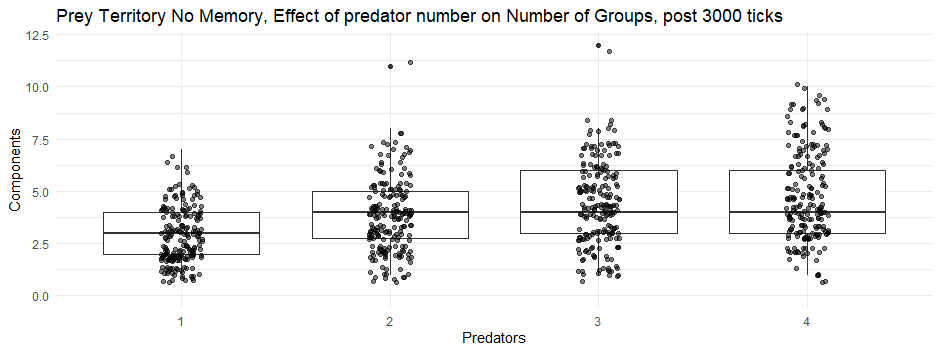 Prey Territory No Memory, Effect of predator number on Number of Groups, post 3000 ticks
12.5
10.0
7.5
5.0
2.5
0.0
Components
1 2 3 4
Predators